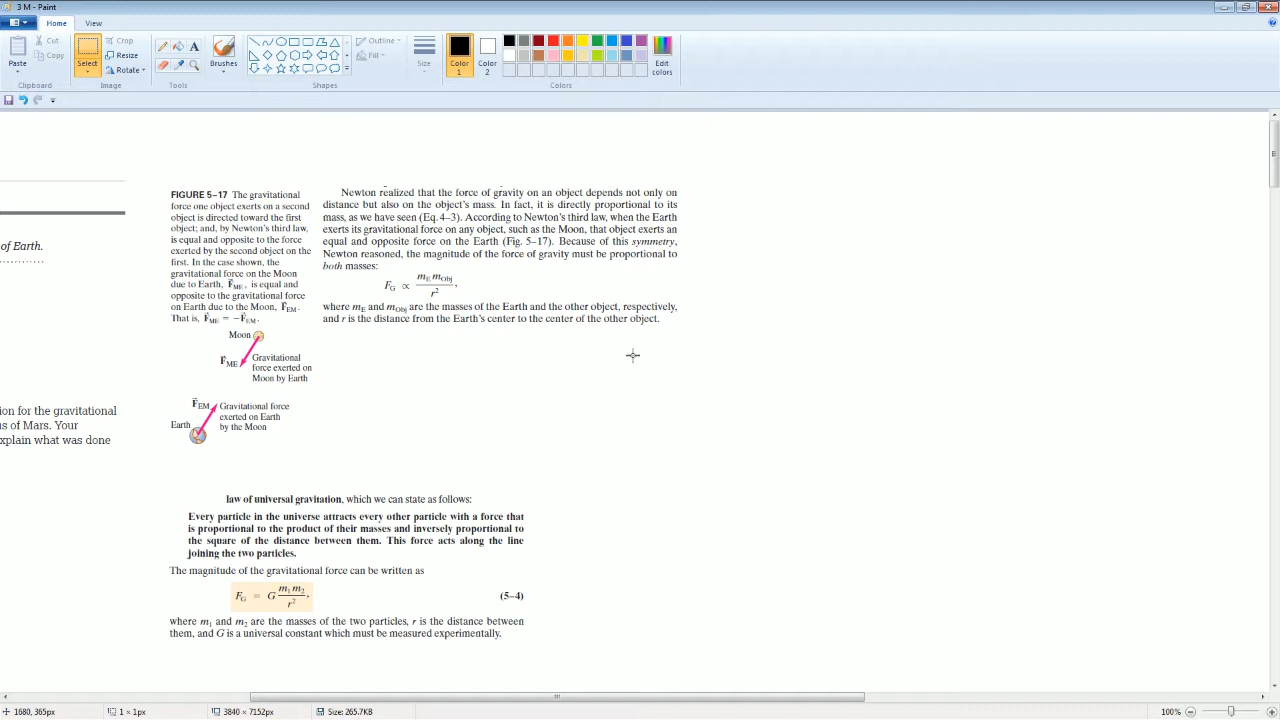 3 M - Paint
Home
View
Paste
Cut
Copy
Clipboard
Select
Crop
Resize
Rotate
Image
A
Tools
Brushes
Shapes
Outline
Fill
Size
Color
1
Color
2
Colors
Edit
colors
of Earth.
ion for the gravitational
us of Mars. Your
explain what was done
FIGURE 5–17 The gravitational
force one object exerts on a second
object is directed toward the first
object; and, by Newton's third law,
is equal and opposite to the force
exerted by the second object on the
first. In the case shown, the
gravitational force on the Moon
due to Earth, F⃗ME, is equal and
opposite to the gravitational force
on Earth due to the Moon, F⃗EM.
That is, F⃗ME = −F⃗EM.
Moon
F⃗ME
Gravitational
force exerted on
Moon by Earth
F⃗EM
Gravitational force
exerted on Earth
by the Moon
Earth
Newton realized that the force of gravity on an object depends not only on
distance but also on the object's mass. In fact, it is directly proportional to its
mass, as we have seen (Eq. 4–3). According to Newton's third law, when the Earth
exerts its gravitational force on any object, such as the Moon, that object exerts an
equal and opposite force on the Earth (Fig. 5–17). Because of this symmetry,
Newton reasoned, the magnitude of the force of gravity must be proportional to
both masses:
FG ∝ mE mObj / r²,
where mE and mObj are the masses of the Earth and the other object, respectively,
and r is the distance from the Earth's center to the center of the other object.
law of universal gravitation, which we can state as follows:
Every particle in the universe attracts every other particle with a force that
is proportional to the product of their masses and inversely proportional to
the square of the distance between them. This force acts along the line
joining the two particles.
The magnitude of the gravitational force can be written as
FG = G m1 m2 / r², (5–4)
where m1 and m2 are the masses of the two particles, r is the distance between
them, and G is a universal constant which must be measured experimentally.
1680, 365px
1 × 1px
3840 × 7152px
Size: 265.7KB
100%